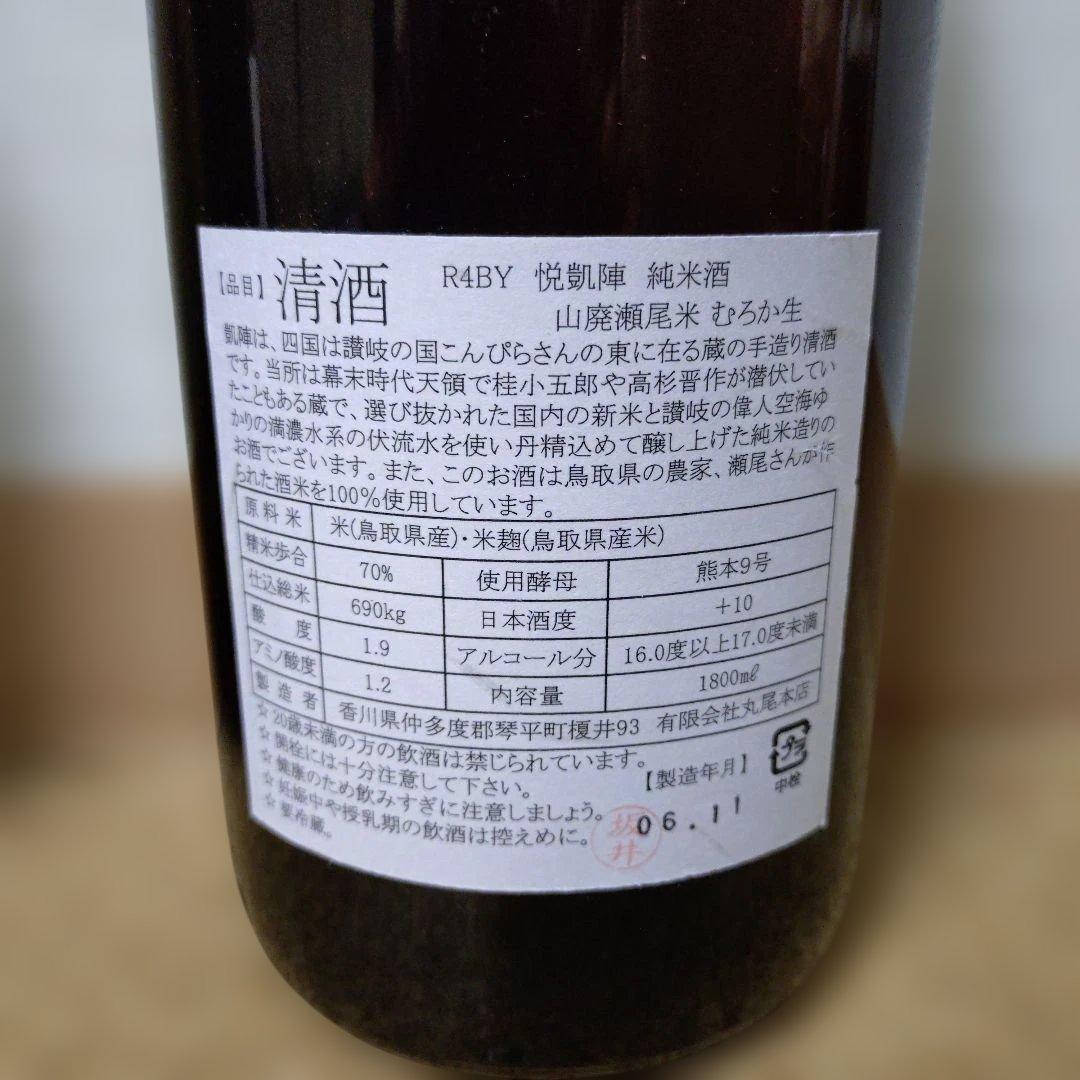 【品目】清酒 R4BY 悦凱陣 純米酒
山廃瀬尾米 むろか生
凱陣は、四国は讃岐の国こんぴらさんの東に在る蔵の手造り清酒
です。当所は幕末時代天領で桂小五郎や高杉晋作が潜伏してい
たこともある蔵で、選び抜かれた国内の新米と讃岐の偉人空海ゆ
かりの満濃水系の伏流水を使い丹精込めて醸し上げた純米造りの
お酒でございます。また、このお酒は鳥取県の農家、瀬尾さんが作
られた酒米を100％使用しています。
原料米 米(鳥取県産)・米麹(鳥取県産米)
精米歩合 70% 使用酵母 熊本9号
仕込総米 690kg 日本酒度 +10
酸度 1.9 アルコール分 16.0度以上17.0度未満
アミノ酸度 1.2 内容量 1800㎖
製造者 香川県仲多度郡琴平町榎井93 有限会社丸尾本店
☆20歳未満の方の飲酒は禁じられています。
☆開栓には十分注意して下さい。
☆健康のため飲みすぎに注意しましょう。
☆妊娠中や授乳期の飲酒は控えめに。
☆要冷蔵。
【製造年月】
06.11
坂井
プラ
中栓